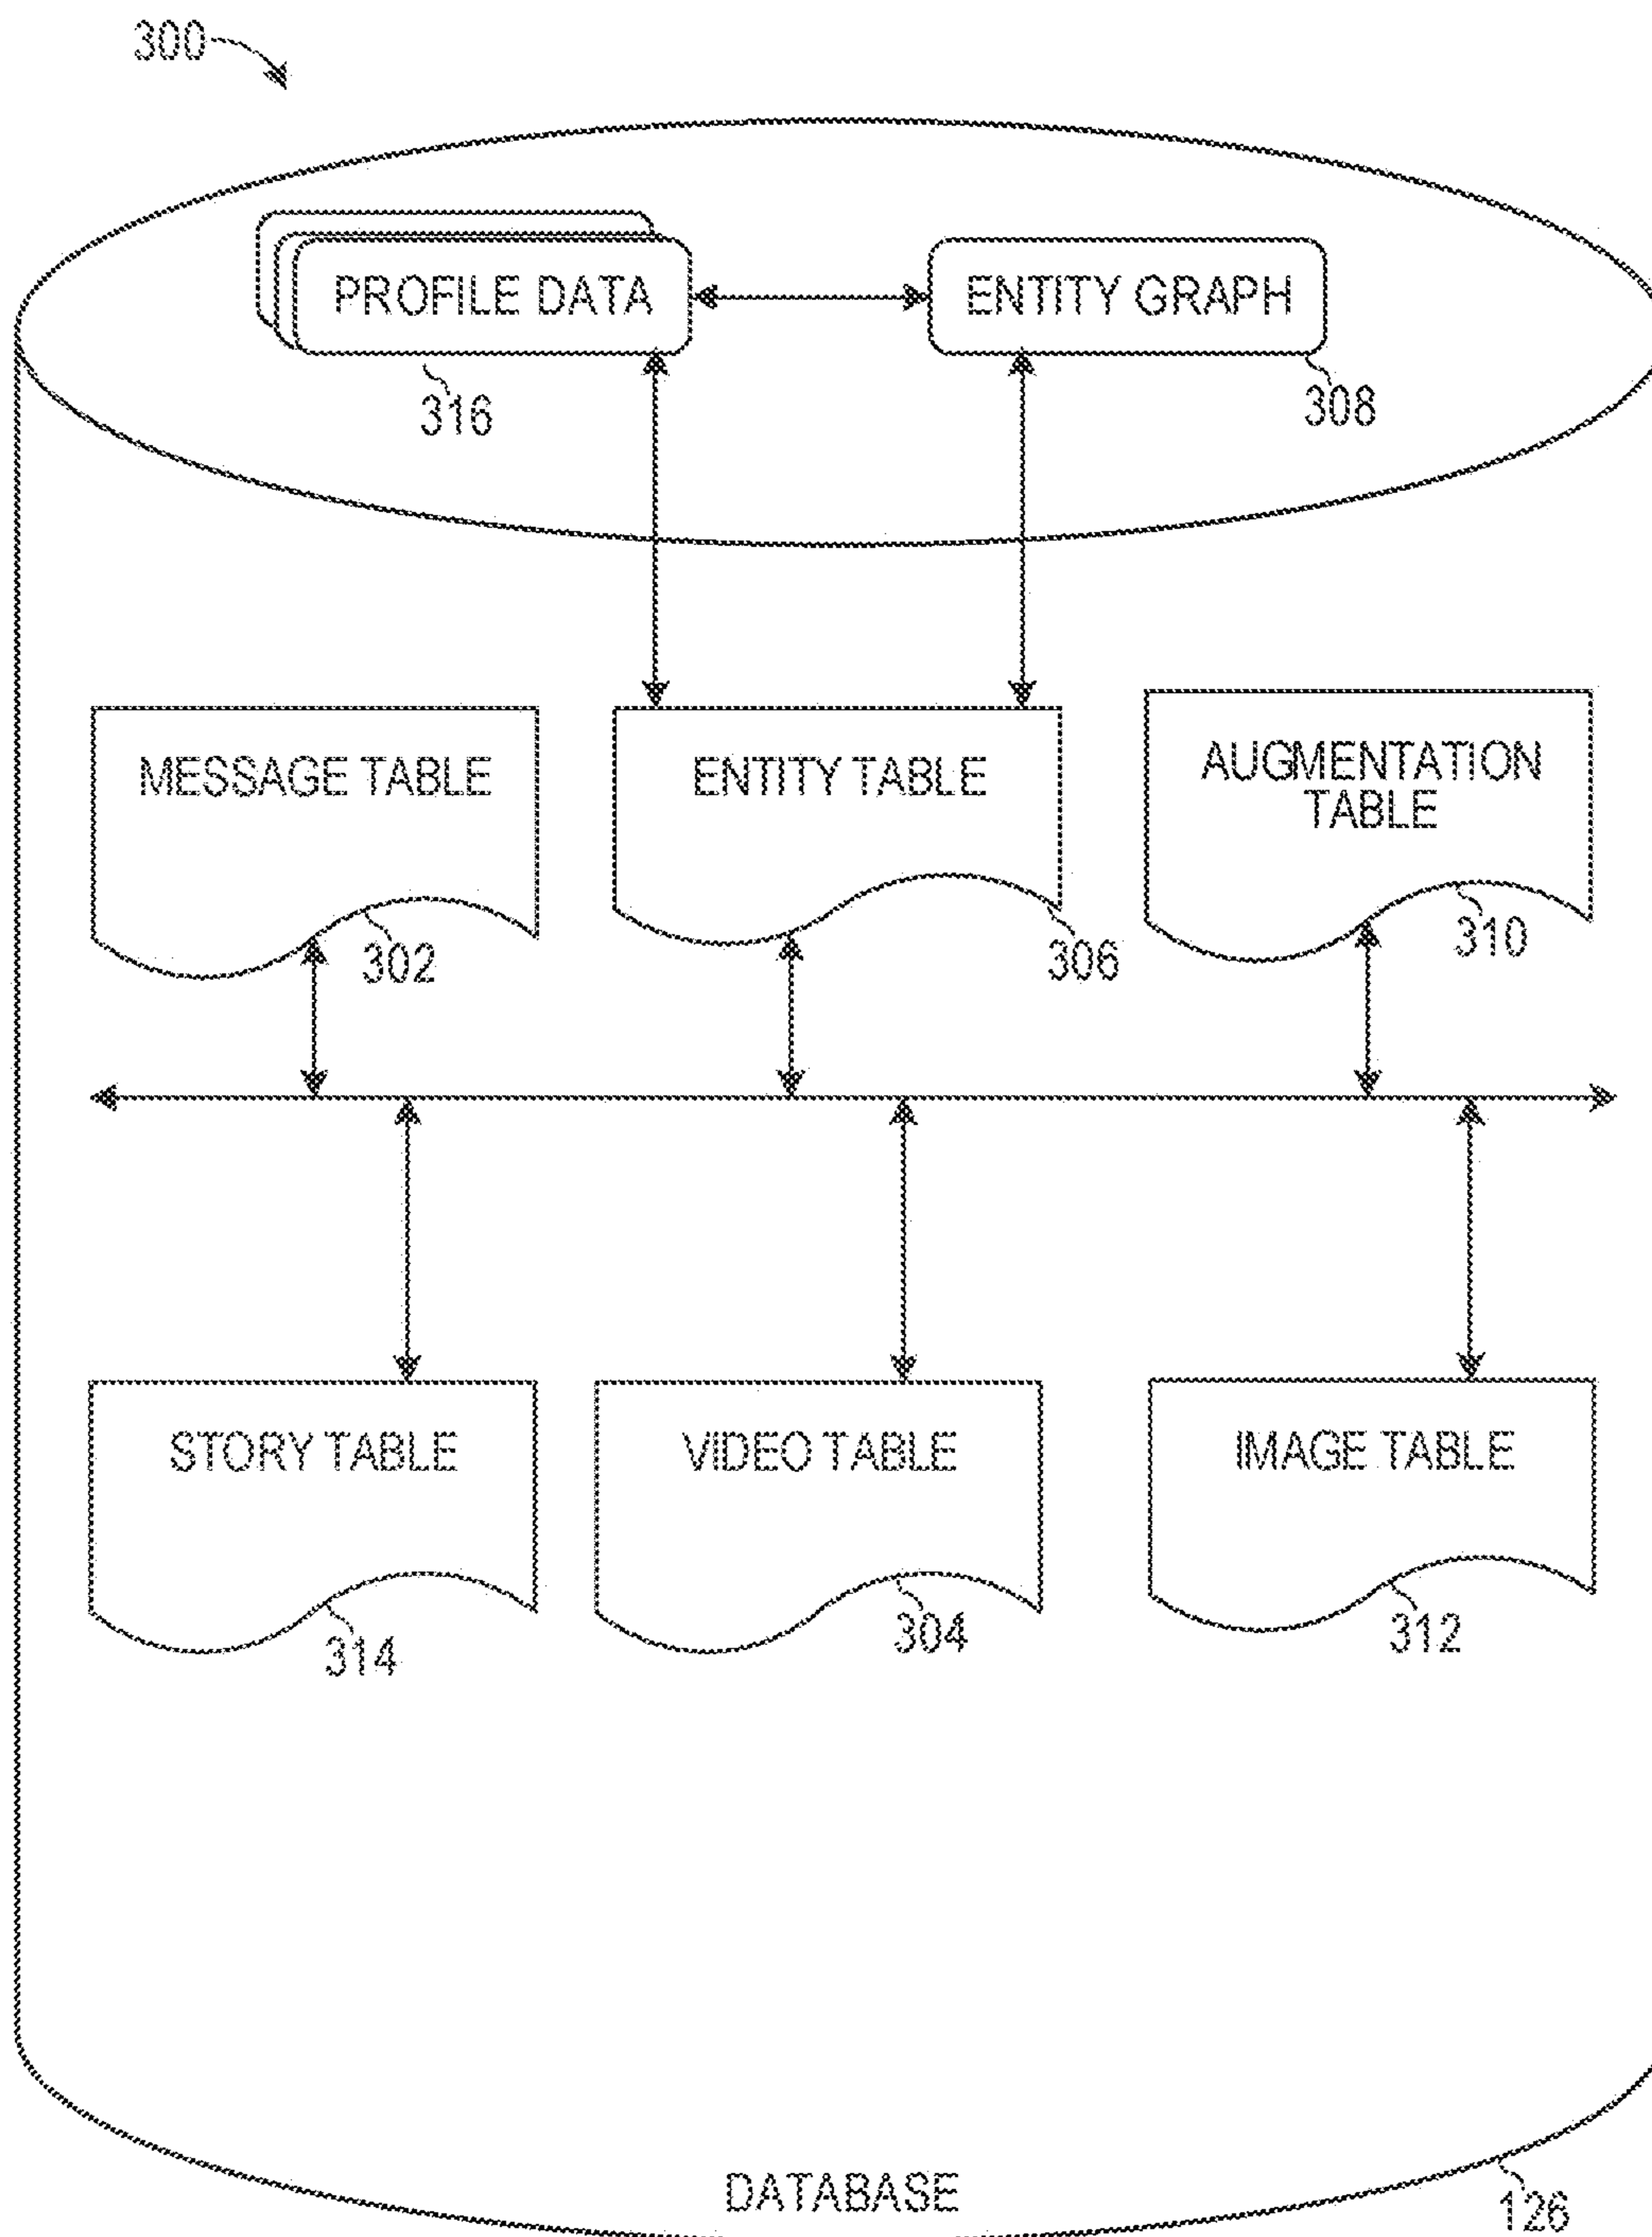 300
PROFILE DATA
ENTITY GRAPH
316
308
MESSAGE TABLE
ENTITY TABLE
AUGMENTATION
TABLE
302
306
310
STORY TABLE
VIDEO TABLE
IMAGE TABLE
314
304
312
DATABASE
126